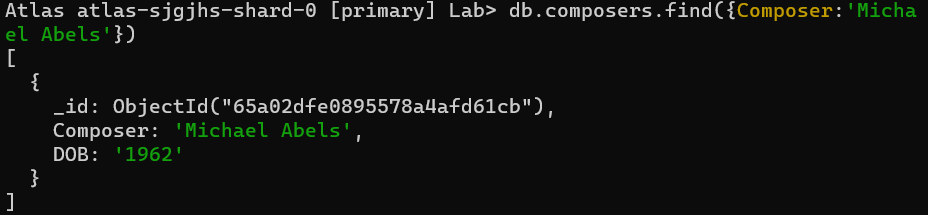 Atlas atlas-sjgjhs-shard-0 [primary] Lab> db.composers.find({Composer:'Micha
el Abels'})
[
  {
    _id: ObjectId("65a02dfe0895578a4afd61cb"),
    Composer: 'Michael Abels',
    DOB: '1962'
  }
]